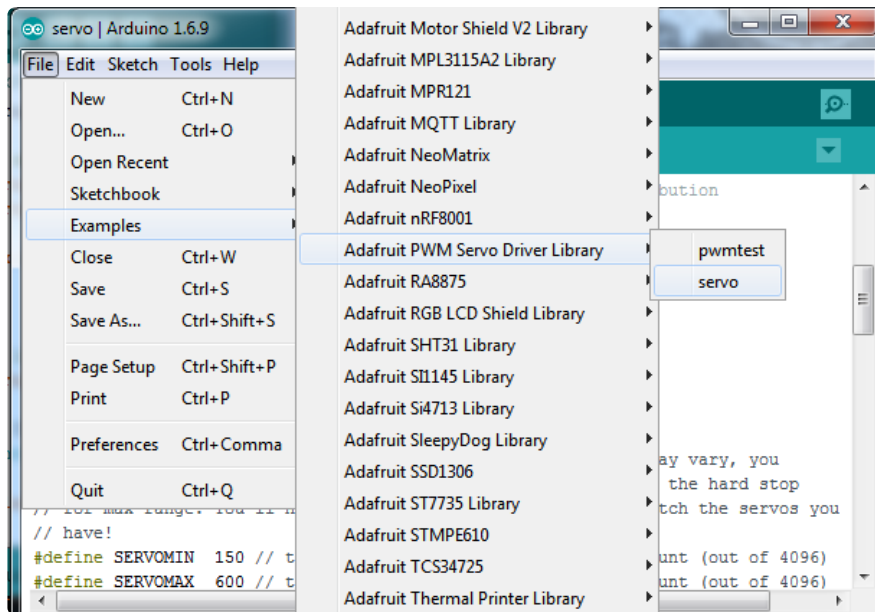 servo | Arduino 1.6.9
File Edit Sketch Tools Help
New Ctrl+N
Open... Ctrl+O
Open Recent
Sketchbook
Examples
Close Ctrl+W
Save Ctrl+S
Save As... Ctrl+Shift+S
Page Setup Ctrl+Shift+P
Print Ctrl+P
Preferences Ctrl+Comma
Quit Ctrl+Q
Adafruit Motor Shield V2 Library
Adafruit MPL3115A2 Library
Adafruit MPR121
Adafruit MQTT Library
Adafruit NeoMatrix
Adafruit NeoPixel
Adafruit nRF8001
Adafruit PWM Servo Driver Library
Adafruit RA8875
Adafruit RGB LCD Shield Library
Adafruit SHT31 Library
Adafruit SI1145 Library
Adafruit Si4713 Library
Adafruit SleepyDog Library
Adafruit SSD1306
Adafruit ST7735 Library
Adafruit STMPE610
Adafruit TCS34725
Adafruit Thermal Printer Library
pwmtest
servo
bution
ay vary, you
the hard stop
// for max range. You'll n tch the servos you
// have!
#define SERVOMIN 150 // t unt (out of 4096)
#define SERVOMAX 600 // t unt (out of 4096)